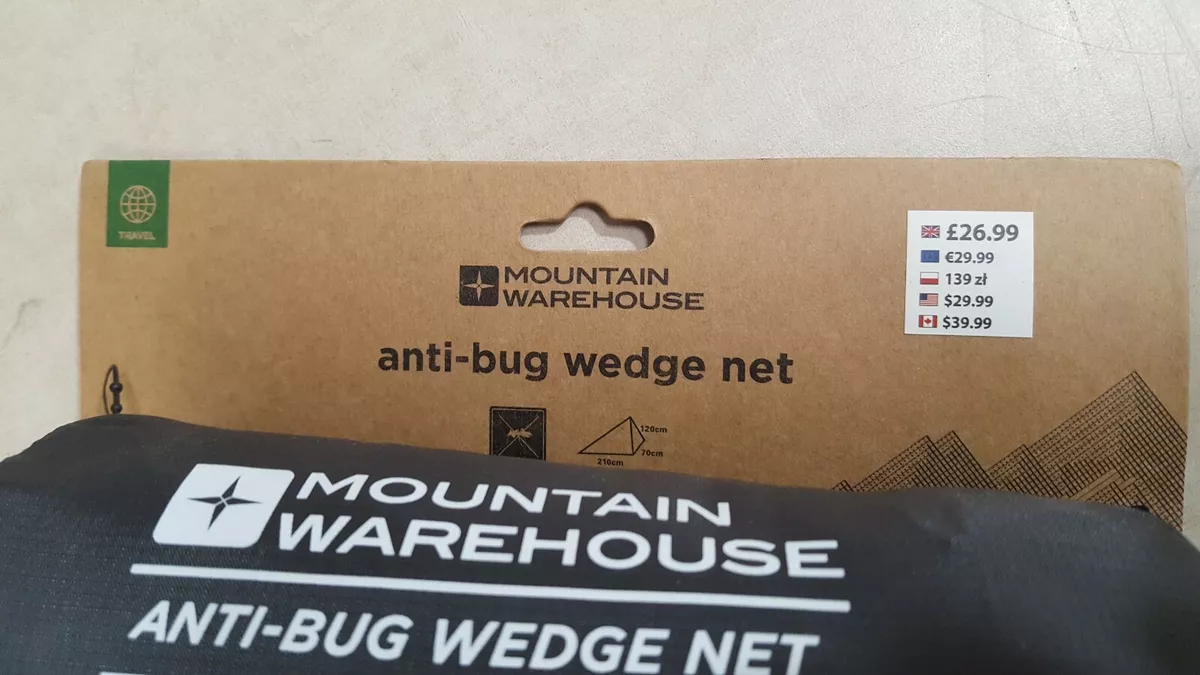 TRAVEL
MOUNTAIN
WAREHOUSE
£26.99
€29.99
139 zł
$29.99
$39.99
anti-bug wedge net
120cm
70cm
210cm
MOUNTAIN
WAREHOUSE
ANTI-BUG WEDGE NET